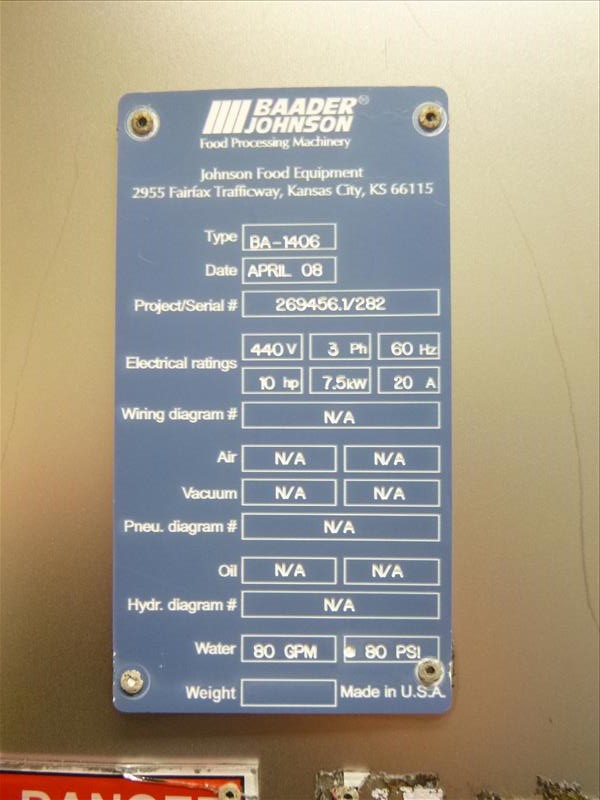 BAADER®
JOHNSON
Food Processing Machinery
Johnson Food Equipment
2955 Fairfax Trafficway, Kansas City, KS 66115
Type BA-1406
Date APRIL 08
Project/Serial # 269456.1/282
Electrical ratings 440 V 3 Ph 60 Hz
10 hp 7.5kW 20 A
Wiring diagram # N/A
Air N/A N/A
Vacuum N/A N/A
Pneu. diagram # N/A
Oil N/A N/A
Hydr. diagram # N/A
Water 80 GPM 80 PSI
Weight Made in U.S.A.
DANGER